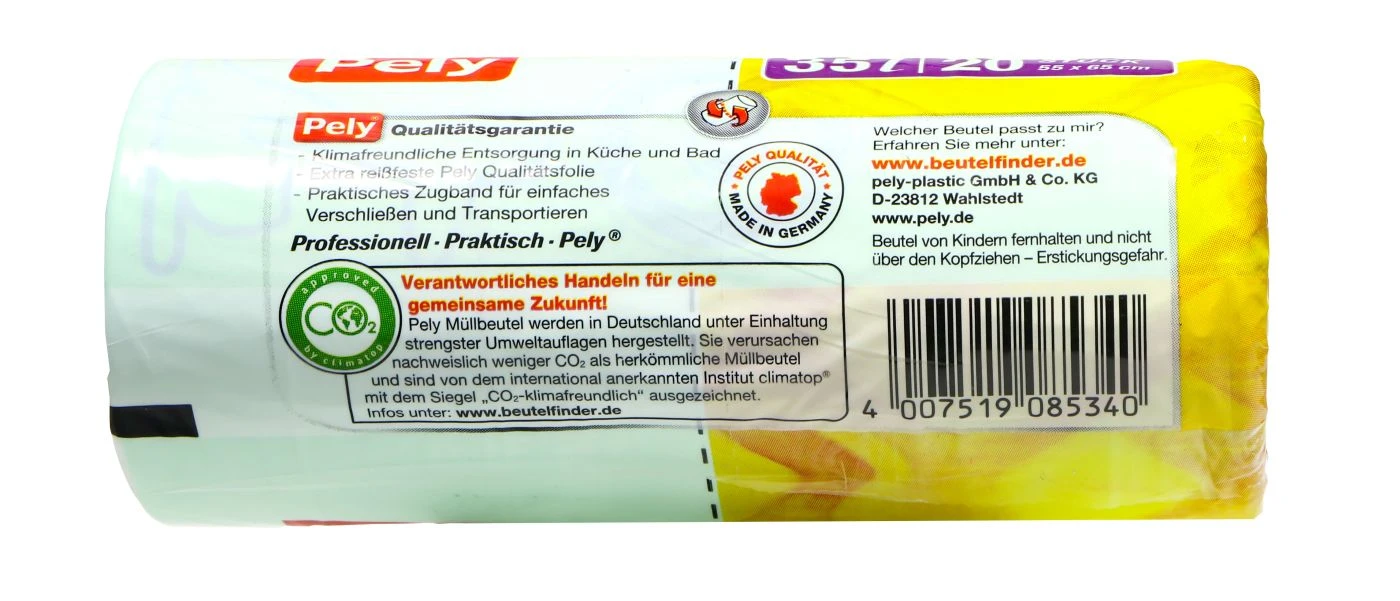 Pely
35l 20 STÜCK
55 x 65 cm
Pely® Qualitätsgarantie
- Klimafreundliche Entsorgung in Küche und Bad
- Extra reißfeste Pely Qualitätsfolie
- Praktisches Zugband für einfaches
Verschließen und Transportieren
Professionell · Praktisch · Pely®
PELY QUALITÄT
MADE IN GERMANY
Welcher Beutel passt zu mir?
Erfahren Sie mehr unter:
www.beutelfinder.de
pely-plastic GmbH & Co. KG
D-23812 Wahlstedt
www.pely.de
Beutel von Kindern fernhalten und nicht
über den Kopfziehen – Erstickungsgefahr.
approved
CO₂
by climatop
Verantwortliches Handeln für eine
gemeinsame Zukunft!
Pely Müllbeutel werden in Deutschland unter Einhaltung
strengster Umweltauflagen hergestellt. Sie verursachen
nachweislich weniger CO₂ als herkömmliche Müllbeutel
und sind von dem international anerkannten Institut climatop®
mit dem Siegel „CO₂-klimafreundlich“ ausgezeichnet.
Infos unter: www.beutelfinder.de
4 007519 085340